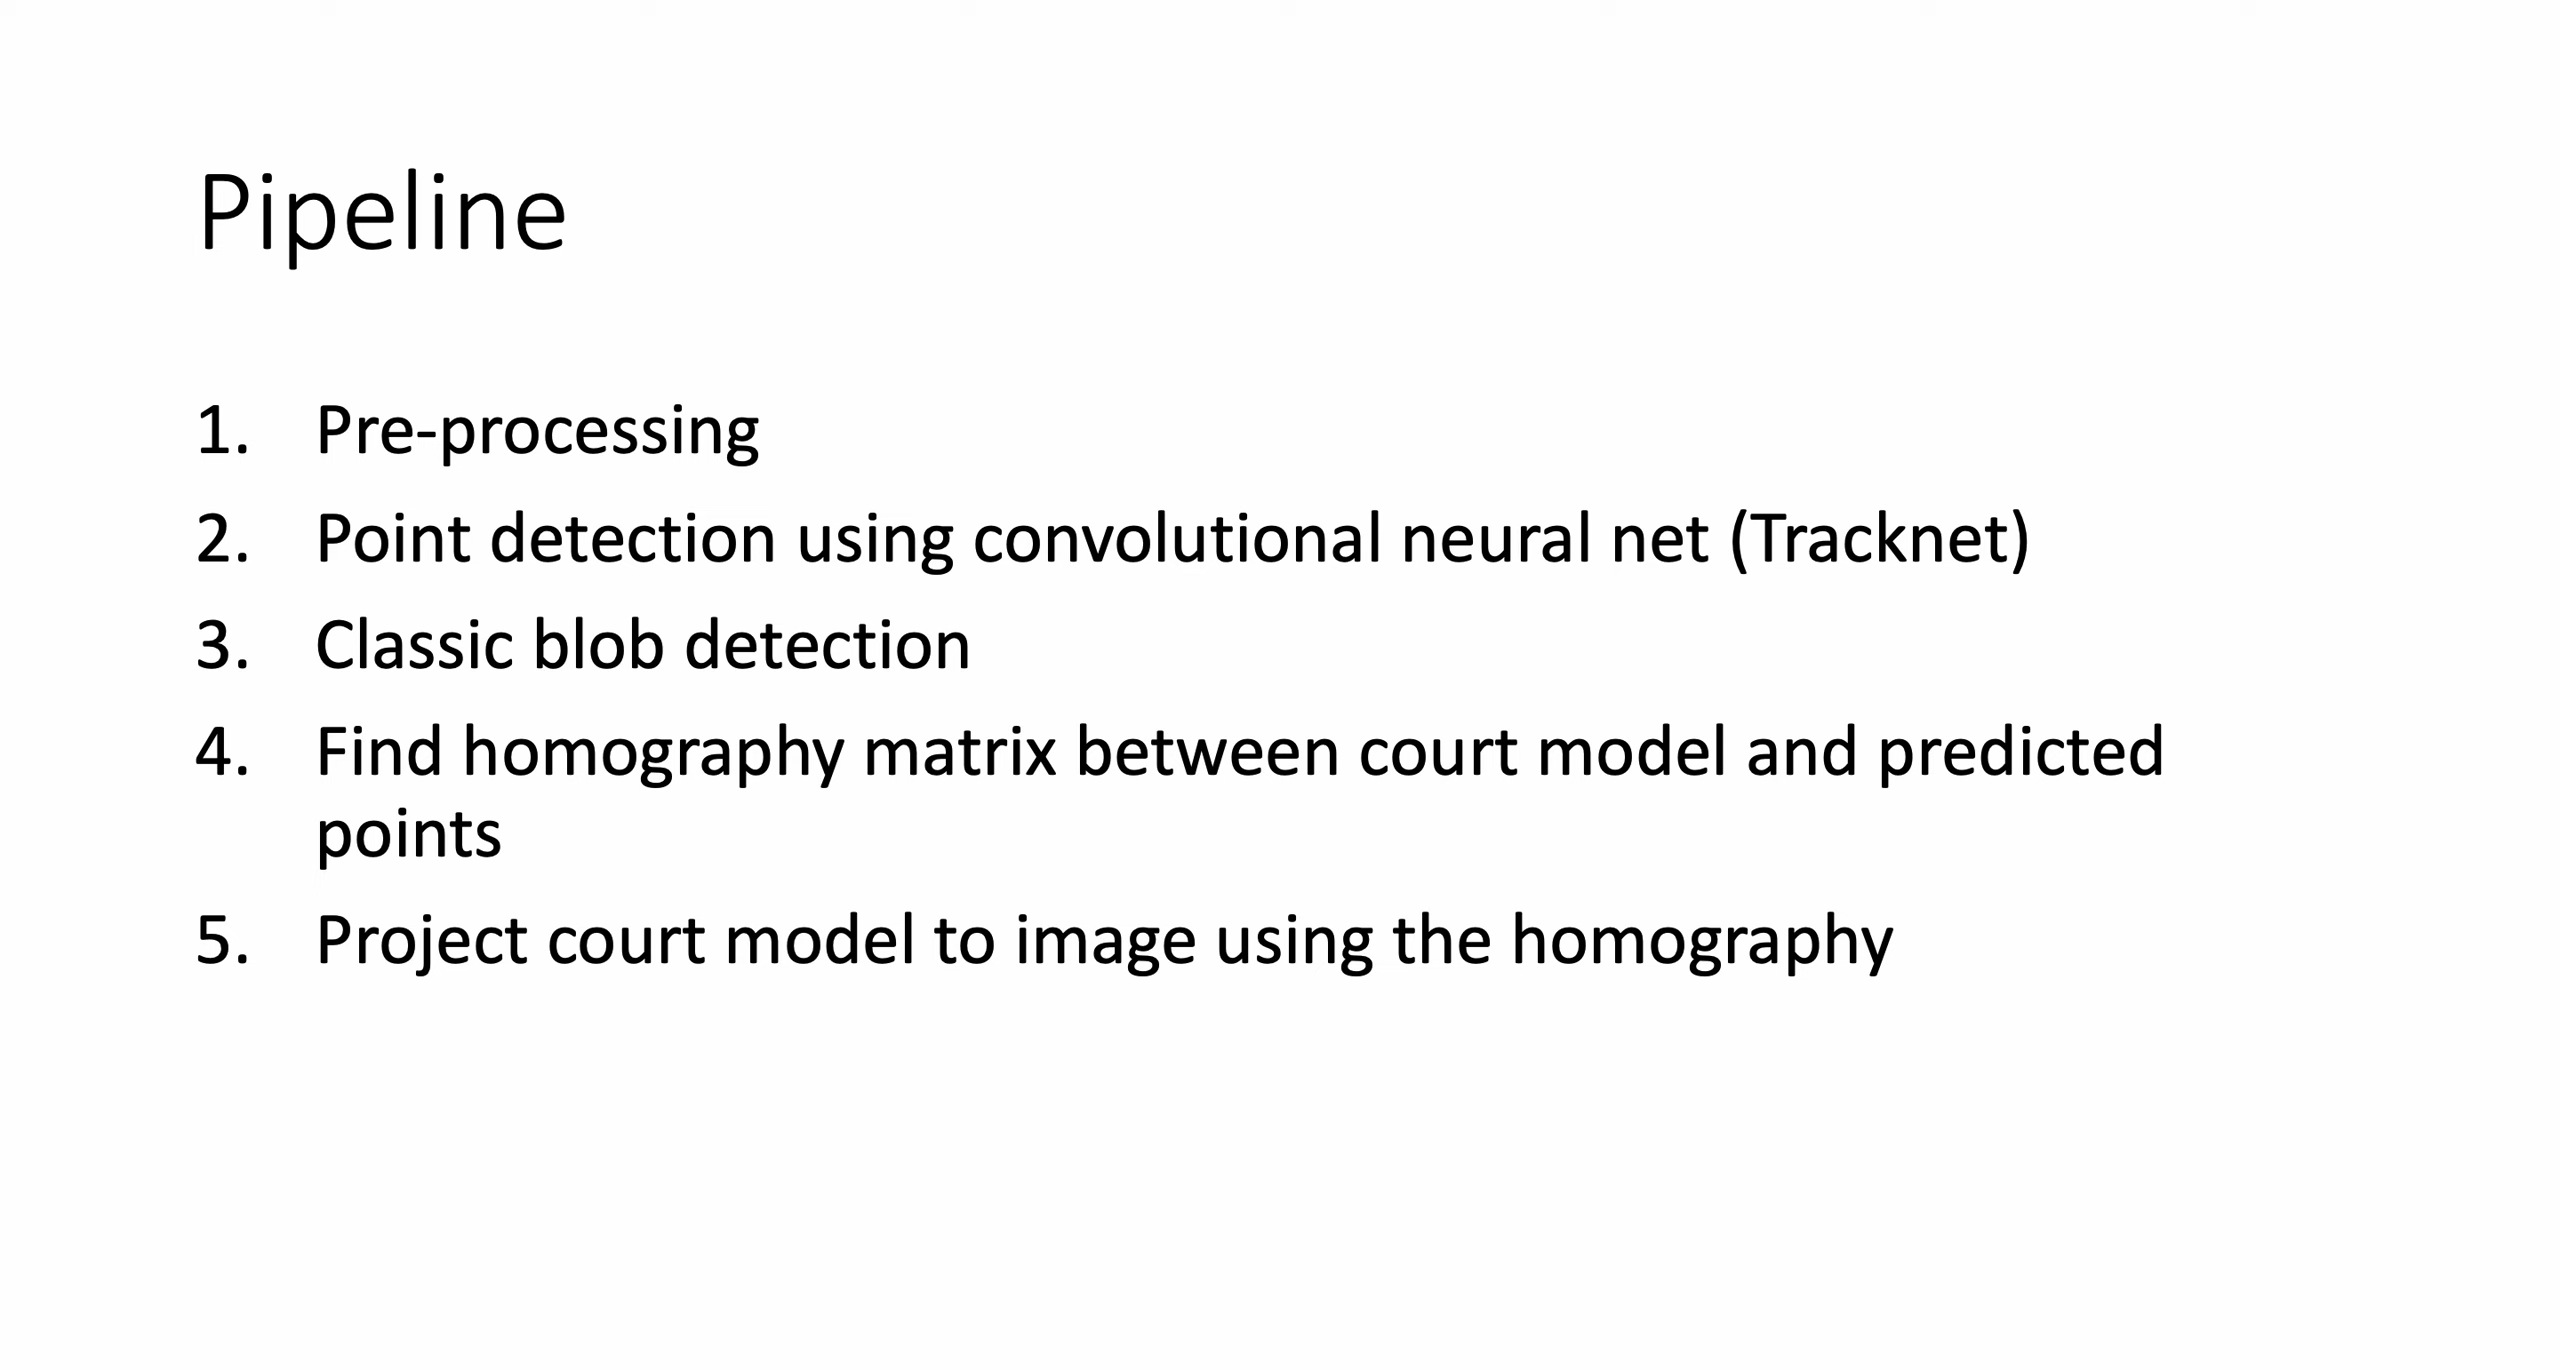 Pipeline
1. Pre-processing
2. Point detection using convolutional neural net (Tracknet)
3. Classic blob detection
4. Find homography matrix between court model and predicted
points
5. Project court model to image using the homography